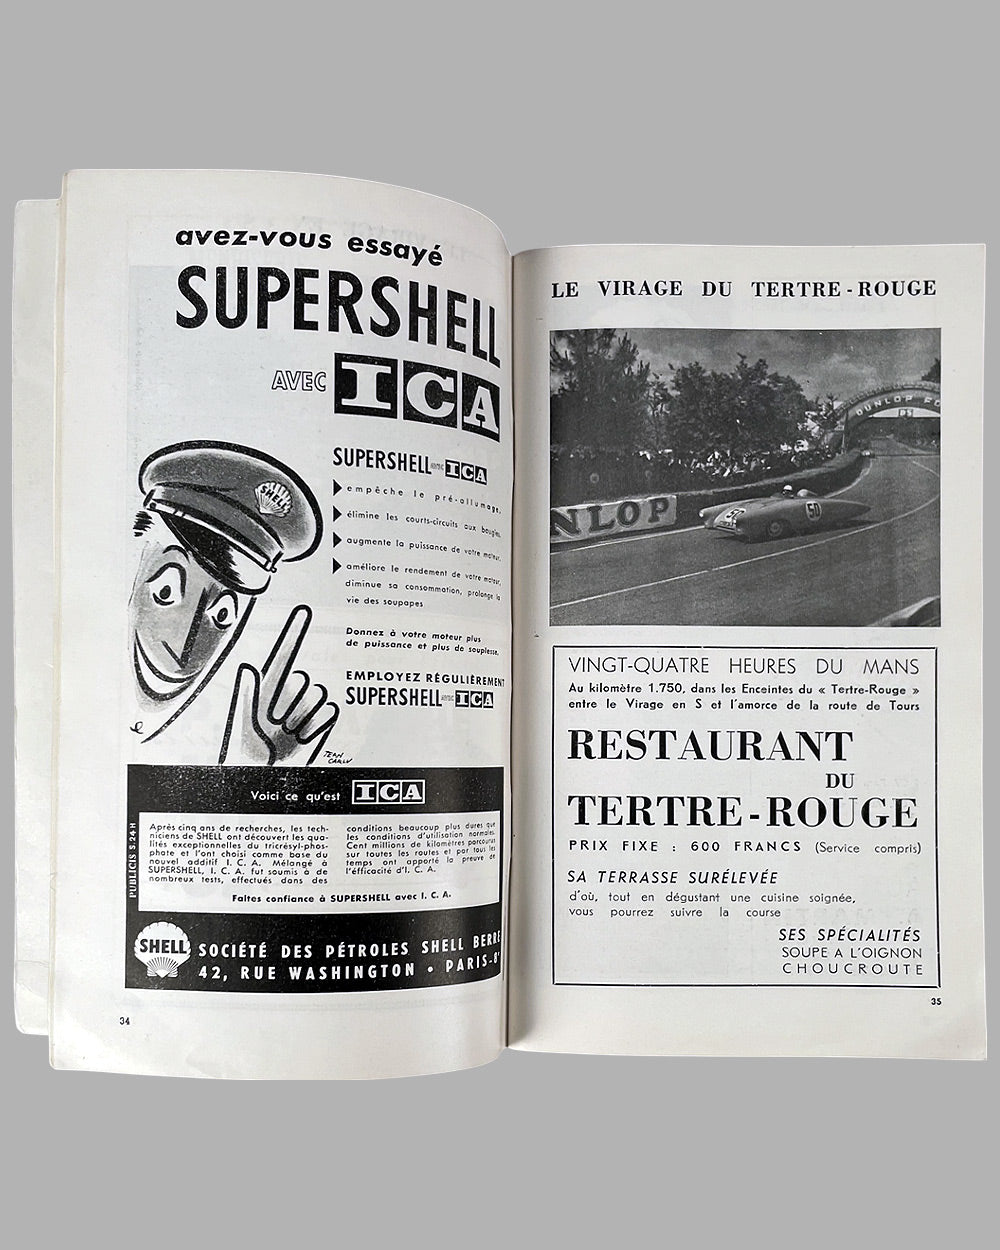 avez-vous essayé
SUPERSHELL
AVEC ICA
SUPERSHELL AVEC ICA
empêche le pré-allumage,
élimine les courts-circuits aux bougies,
augmente la puissance de votre moteur,
améliore le rendement de votre moteur,
diminue sa consommation, prolonge la
vie des soupapes
Donnez à votre moteur plus
de puissance et plus de souplesse.
EMPLOYEZ RÉGULIÈREMENT
SUPERSHELL AVEC ICA
SHELL
JEAN
CARLU
Voici ce qu'est ICA
Après cinq ans de recherches, les tech-
niciens de SHELL ont découvert les qua-
lités exceptionnelles du tricrésyl-phos-
phate et l'ont choisi comme base du
nouvel additif I. C. A. Mélangé à
SUPERSHELL, I. C. A. fut soumis à de
nombreux tests, effectués dans des
conditions beaucoup plus dures que
les conditions d'utilisation normales.
Cent millions de kilomètres parcourus
sur toutes les routes et par tous les
temps ont apporté la preuve de
l'éfficacité d'I. C. A.
Faites confiance à SUPERSHELL avec I. C. A.
PUBLICIS S.24H
SHELL
SOCIÉTÉ DES PÉTROLES SHELL BERRE
42, RUE WASHINGTON • PARIS-8e
34
LE VIRAGE DU TERTRE-ROUGE
DUNLOP
NLOP
50
50
VINGT-QUATRE HEURES DU MANS
Au kilomètre 1.750, dans les Enceintes du « Tertre-Rouge »
entre le Virage en S et l'amorce de la route de Tours
RESTAURANT
DU
TERTRE-ROUGE
PRIX FIXE : 600 FRANCS (Service compris)
SA TERRASSE SURÉLEVÉE
d'où, tout en dégustant une cuisine soignée,
vous pourrez suivre la course
SES SPÉCIALITÉS
SOUPE A L'OIGNON
CHOUCROUTE
35